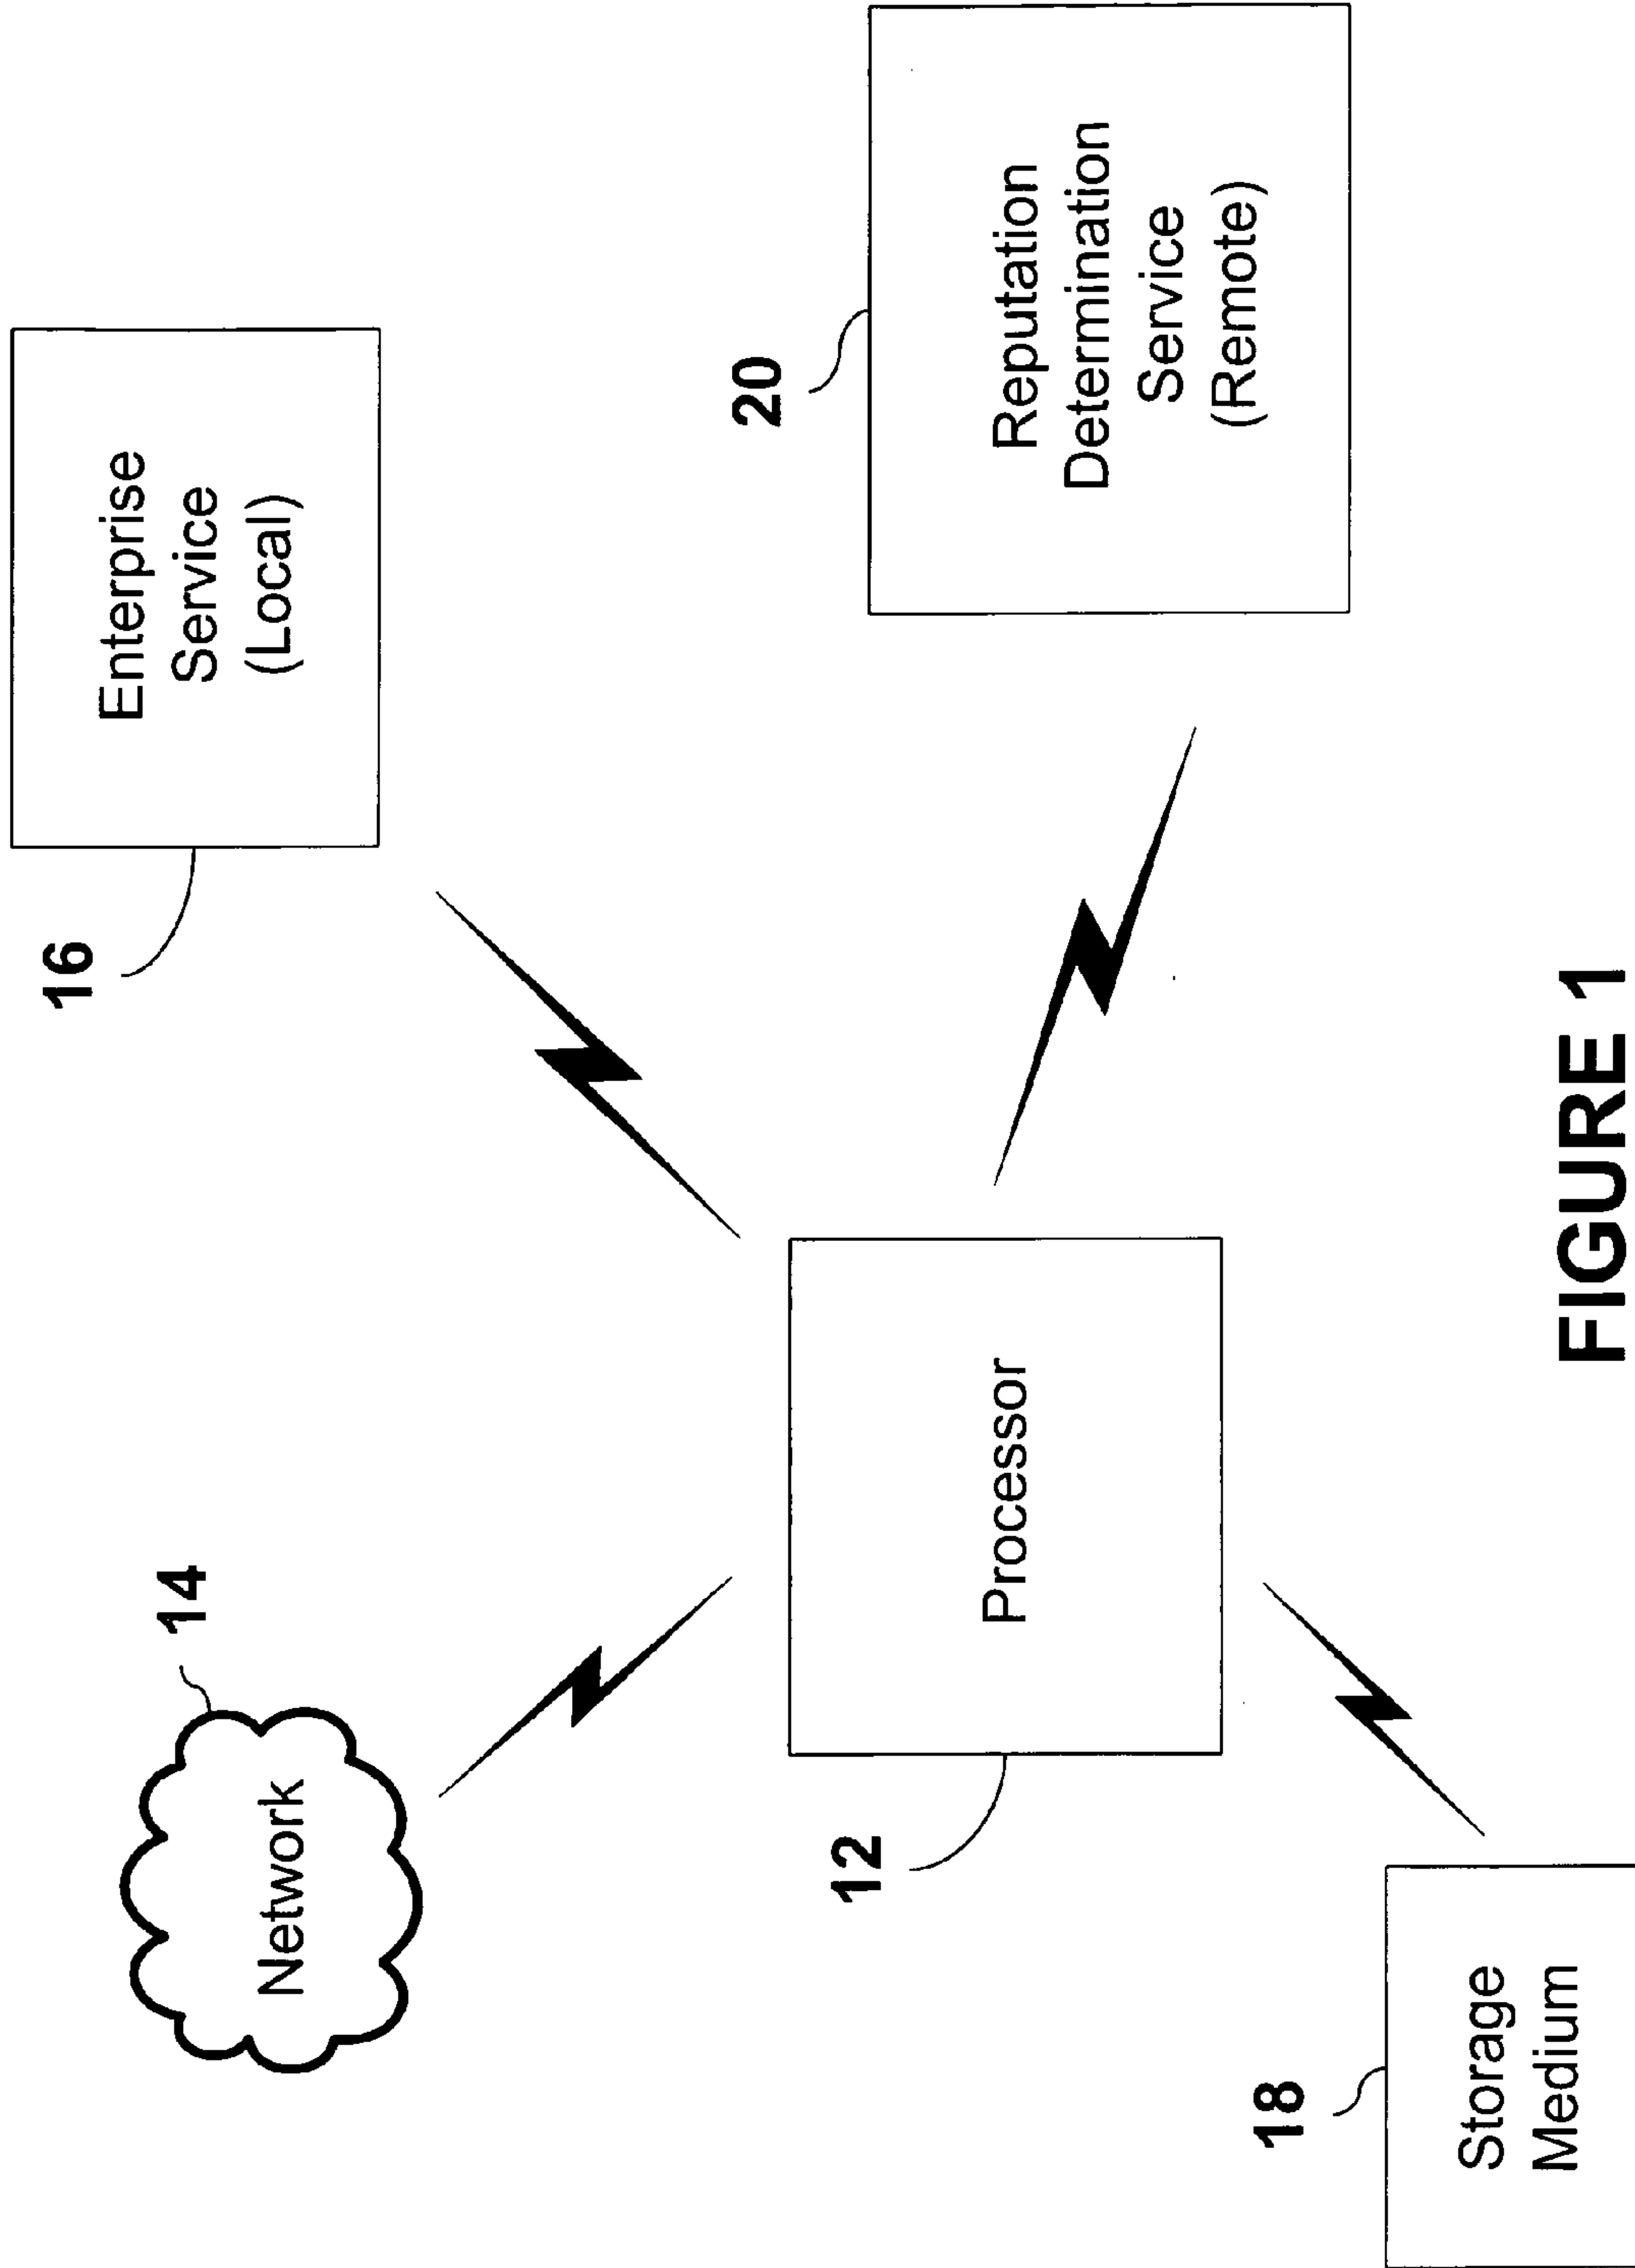 14
Network
16
Enterprise
Service
(Local)
12
Processor
20
Reputation
Determination
Service
(Remote)
18
Storage
Medium
FIGURE 1